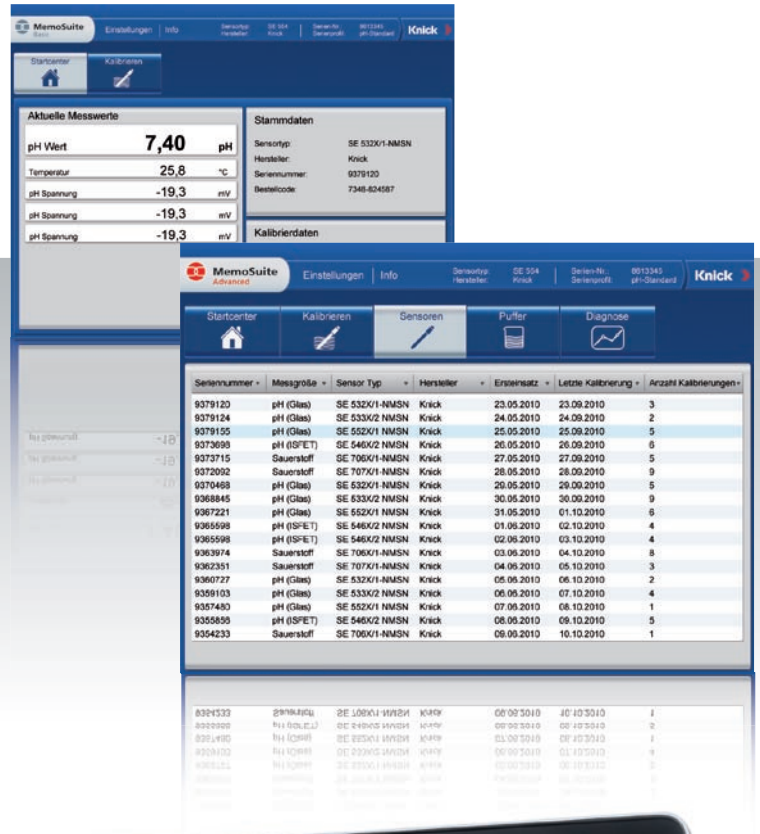 MemoSuite Einstellungen | Info Sensortyp: SE 554 | Serien-Nr.: Knick
Basic Hersteller: Knick Sensorprofil: pH-Standard
Startcenter Kalibrieren
Aktuelle Messwerte
pH Wert 7,40 pH
Temperatur 25,8 °C
pH Spannung -19,3 mV
pH Spannung -19,3 mV
pH Spannung -19,3 mV
Stammdaten
Sensortyp: SE 532X/1-NMSN
Hersteller: Knick
Seriennummer: 9379120
Bestellcode: 7348-824587
Kalibrierdaten
MemoSuite Einstellungen | Info Sensortyp: SE 554 | Serien-Nr.: Knick
Advanced Hersteller: Knick pH-Standard
Startcenter Kalibrieren Sensoren Puffer Diagnose
Seriennummer Messgröße Sensor Typ Hersteller Ersteinsatz Letzte Kalibrierung Anzahl Kalibrierungen
9379120 pH (Glas) SE 532X/1-NMSN Knick 23.05.2010 23.09.2010 3
9379124 pH (Glas) SE 533X/2 NMSN Knick 24.05.2010 24.09.2010 2
9379155 pH (Glas) SE 552X/1 NMSN Knick 25.05.2010 25.09.2010 5
9373698 pH (ISFET) SE 546X/2 NMSN Knick 26.05.2010 26.09.2010 6
9373715 Sauerstoff SE 706X/1-NMSN Knick 27.05.2010 27.09.2010 5
9372092 Sauerstoff SE 707X/1-NMSN Knick 28.05.2010 28.09.2010 9
9370468 pH (Glas) SE 532X/1-NMSN Knick 29.05.2010 29.09.2010 5
9368845 pH (Glas) SE 533X/2 NMSN Knick 30.05.2010 30.09.2010 9
9367221 pH (Glas) SE 552X/1 NMSN Knick 31.05.2010 01.10.2010 6
9365598 pH (ISFET) SE 546X/2 NMSN Knick 01.06.2010 02.10.2010 4
9365598 pH (ISFET) SE 546X/2 NMSN Knick 02.06.2010 03.10.2010 4
9363974 Sauerstoff SE 706X/1-NMSN Knick 03.06.2010 04.10.2010 8
9362351 Sauerstoff SE 707X/1-NMSN Knick 04.06.2010 05.10.2010 3
9360727 pH (Glas) SE 532X/1-NMSN Knick 05.06.2010 06.10.2010 2
9359103 pH (Glas) SE 533X/2 NMSN Knick 06.06.2010 07.10.2010 4
9357480 pH (Glas) SE 552X/1 NMSN Knick 07.06.2010 08.10.2010 1
9355856 pH (ISFET) SE 546X/2 NMSN Knick 08.06.2010 09.10.2010 5
9354233 Sauerstoff SE 706X/1-NMSN Knick 09.06.2010 10.10.2010 1